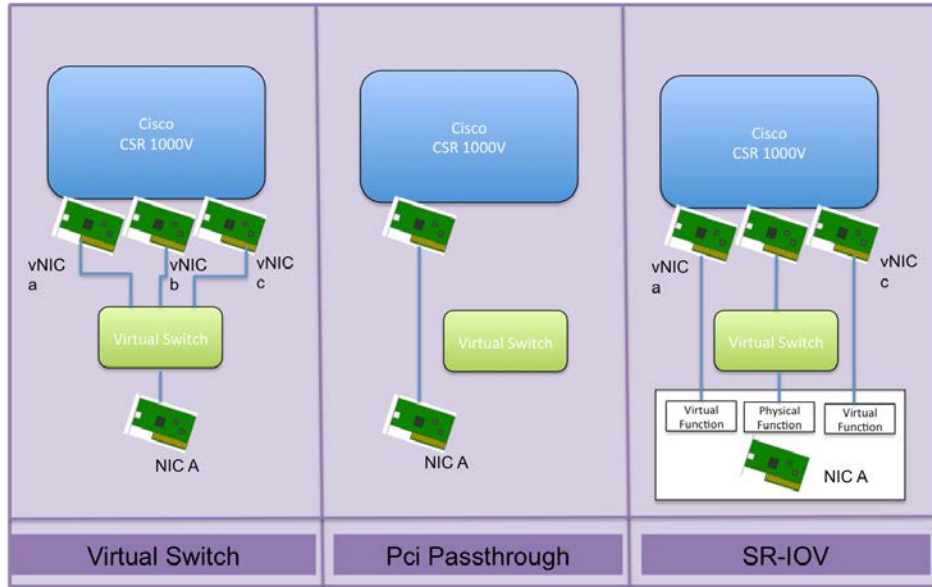 Cisco
CSR 1000V
vNIC
a
vNIC
b
vNIC
c
Virtual Switch
NIC A
Virtual Switch
Cisco
CSR 1000V
Virtual Switch
NIC A
Pci Passthrough
Cisco
CSR 1000V
vNIC
a
vNIC
c
Virtual Switch
Virtual
Function
Physical
Function
Virtual
Function
NIC A
SR-IOV